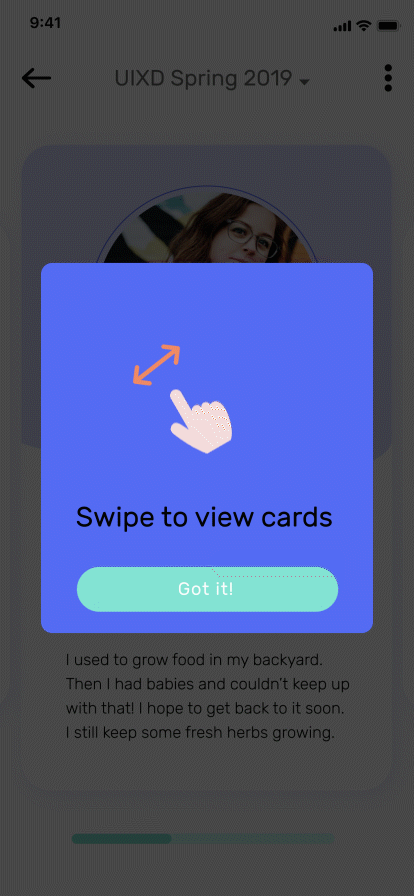 9:41
UIXD Spring 2019
Swipe to view cards
Got it!
I used to grow food in my backyard.
Then I had babies and couldn't keep up
with that! I hope to get back to it soon.
I still keep some fresh herbs growing.